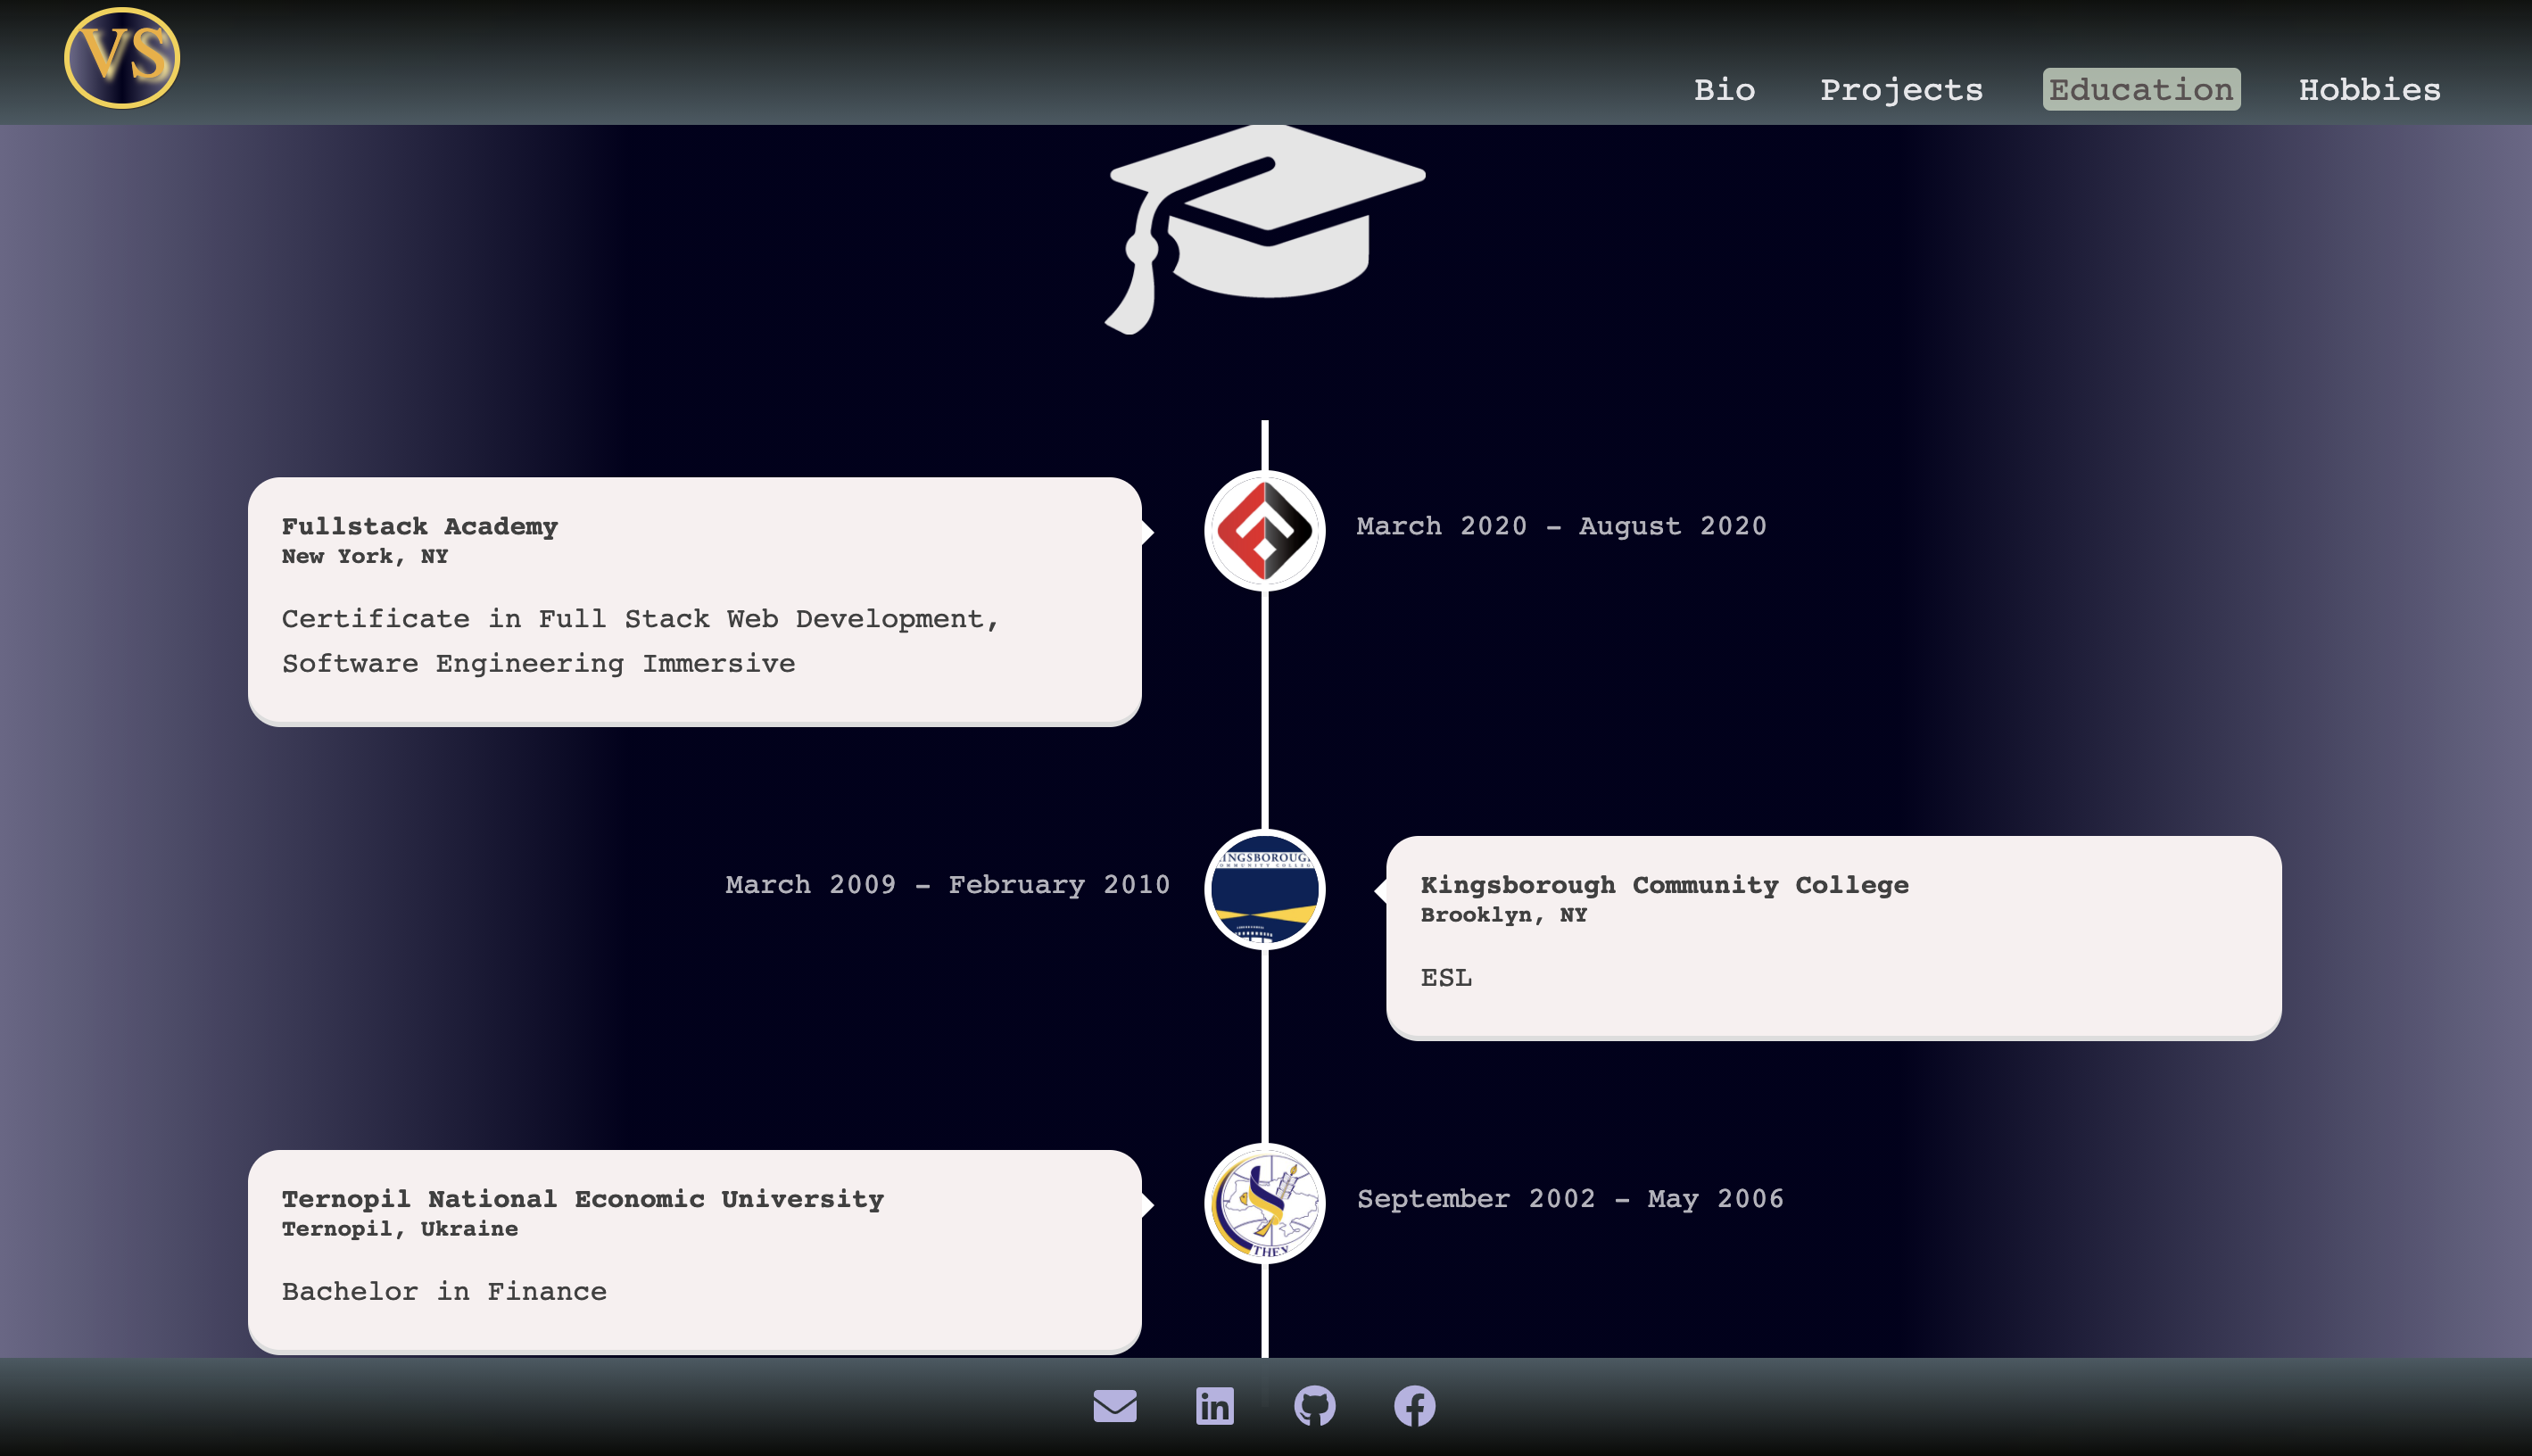 VS
Bio Projects Education Hobbies
Fullstack Academy
New York, NY
Certificate in Full Stack Web Development,
Software Engineering Immersive
March 2020 – August 2020
March 2009 – February 2010
Kingsborough Community College
Brooklyn, NY
ESL
Ternopil National Economic University
Ternopil, Ukraine
Bachelor in Finance
September 2002 – May 2006